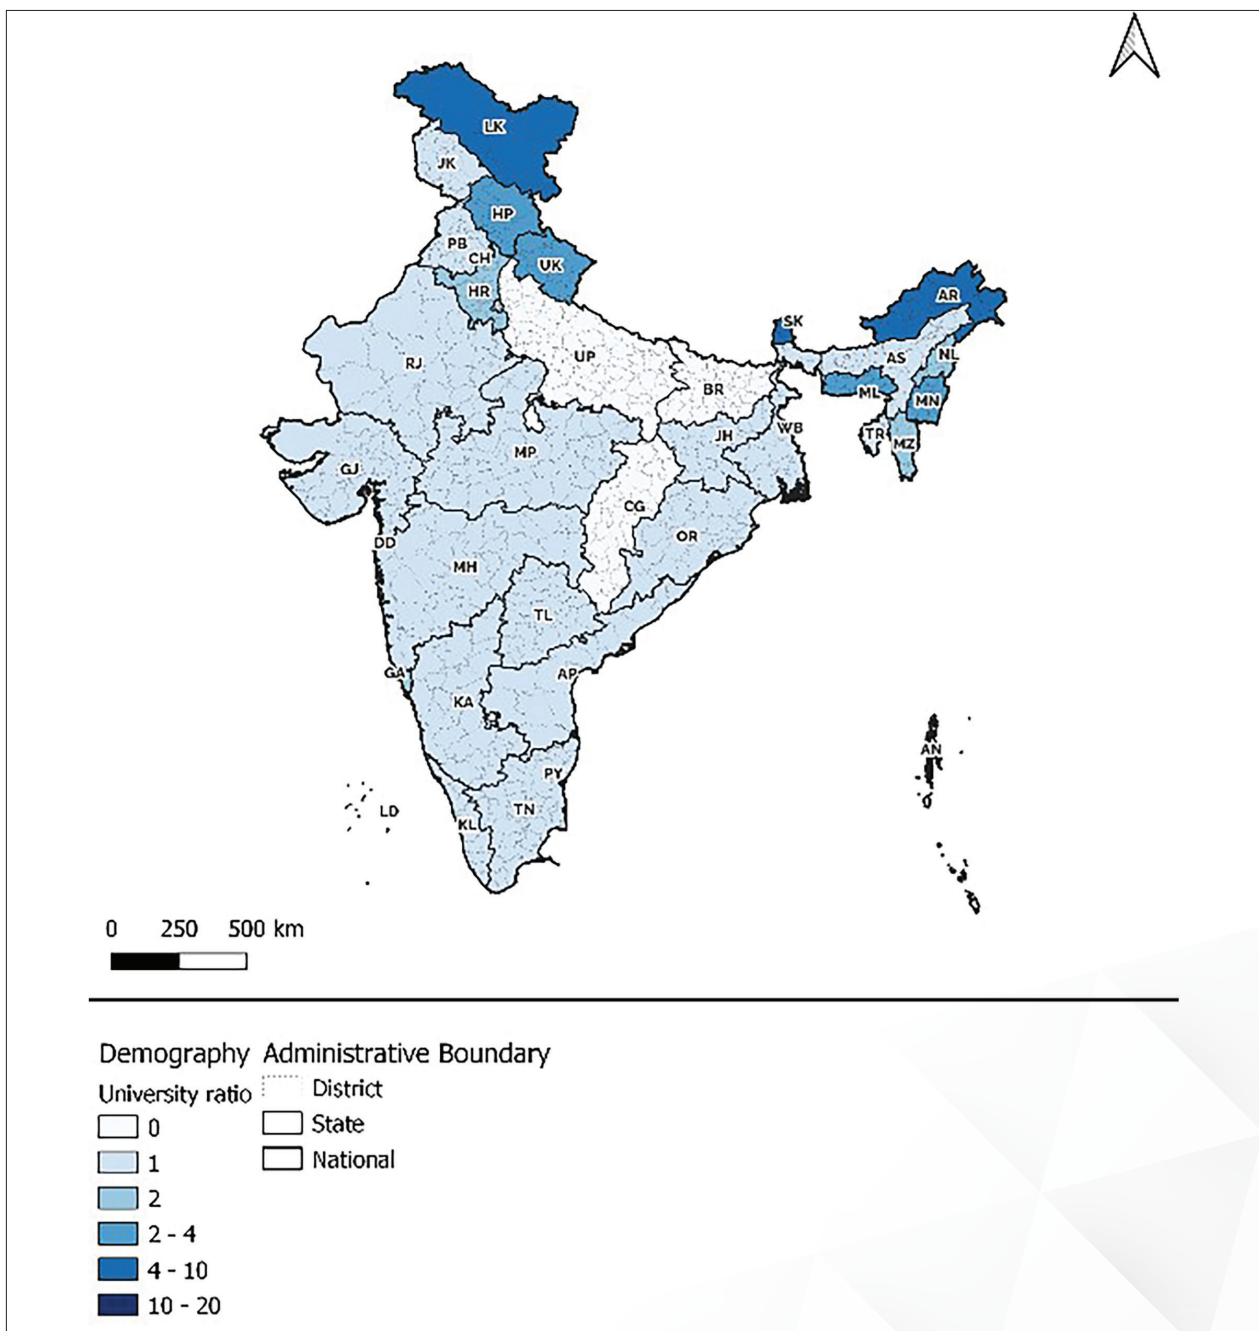 LK
JK
HP
PB
CH
UK
HR
AR
SK
RJ
UP
AS
NL
BR
ML
MN
JH
WB
TR
MZ
MP
GJ
CG
OR
DD
MH
TL
GA
AP
KA
AN
PY
LD
TN
KL
0 250 500 km
Demography Administrative Boundary
University ratio
District
0
State
1
National
2
2 - 4
4 - 10
10 - 20